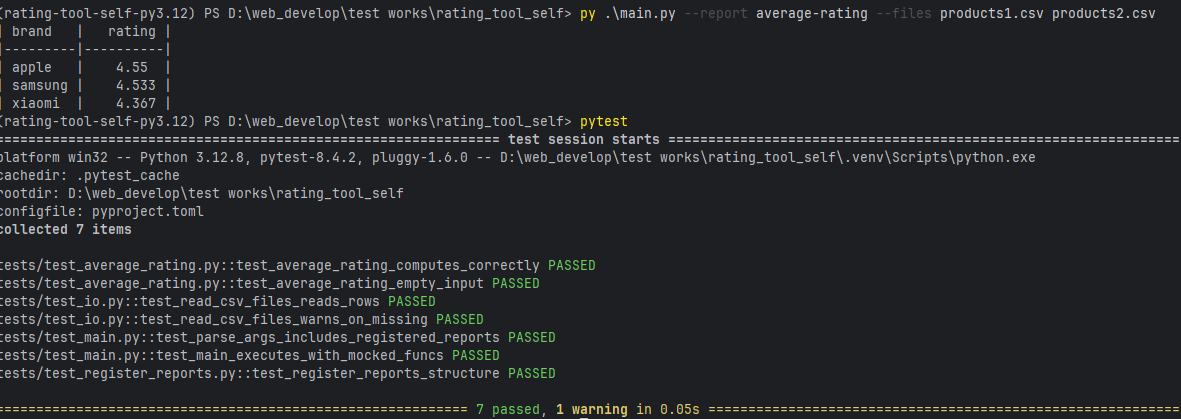 (rating-tool-self-py3.12) PS D:\web_develop\test works\rating_tool_self> py .\main.py --report average-rating --files products1.csv products2.csv
| brand   |   rating |
|---------|----------|
| apple   |    4.55  |
| samsung |    4.533 |
| xiaomi  |    4.367 |
(rating-tool-self-py3.12) PS D:\web_develop\test works\rating_tool_self> pytest
=============================================================== test session starts ================================================================
platform win32 -- Python 3.12.8, pytest-8.4.2, pluggy-1.6.0 -- D:\web_develop\test works\rating_tool_self\.venv\Scripts\python.exe
cachedir: .pytest_cache
rootdir: D:\web_develop\test works\rating_tool_self
configfile: pyproject.toml
collected 7 items
tests/test_average_rating.py::test_average_rating_computes_correctly PASSED
tests/test_average_rating.py::test_average_rating_empty_input PASSED
tests/test_io.py::test_read_csv_files_reads_rows PASSED
tests/test_io.py::test_read_csv_files_warns_on_missing PASSED
tests/test_main.py::test_parse_args_includes_registered_reports PASSED
tests/test_main.py::test_main_executes_with_mocked_funcs PASSED
tests/test_register_reports.py::test_register_reports_structure PASSED
=========================================================== 7 passed, 1 warning in 0.05s ===========================================================